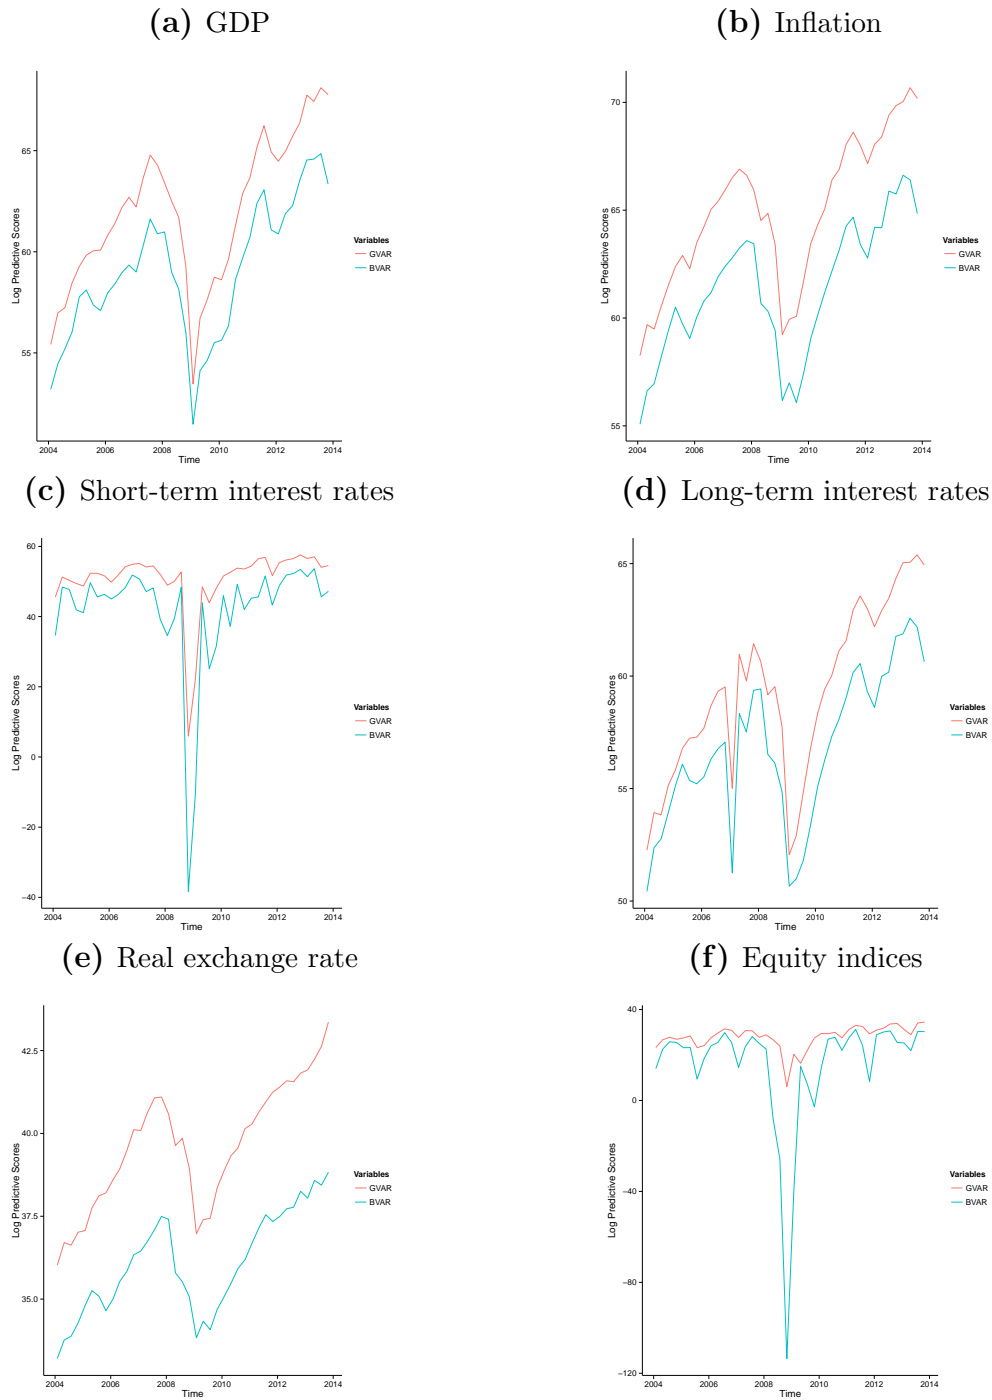 (a) GDP
(b) Inflation
Log Predictive Scores
65
60
55
2004 2006 2008 2010 2012 2014
Time
Variables
GVAR
BVAR
Log Predictive Scores
70
65
60
55
2004 2006 2008 2010 2012 2014
Time
Variables
GVAR
BVAR
(c) Short-term interest rates
(d) Long-term interest rates
Log Predictive Scores
60
40
20
0
−20
−40
2004 2006 2008 2010 2012 2014
Time
Variables
GVAR
BVAR
Log Predictive Scores
65
60
55
50
2004 2006 2008 2010 2012 2014
Time
Variables
GVAR
BVAR
(e) Real exchange rate
(f) Equity indices
Log Predictive Scores
42.5
40.0
37.5
35.0
2004 2006 2008 2010 2012 2014
Time
Variables
GVAR
BVAR
Log Predictive Scores
40
0
−40
−80
−120
2004 2006 2008 2010 2012 2014
Time
Variables
GVAR
BVAR